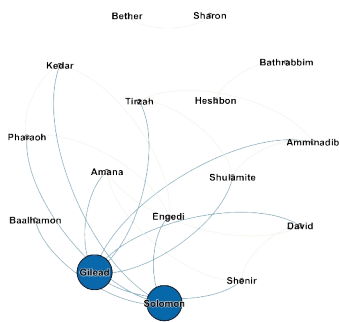 Bether
Sharon
Kedar
Bathrabbim
Tirzah
Heshbon
Pharaoh
Amminadib
Amana
Shulamite
Engedi
Baalhamon
David
Gilead
Shenir
Solomon